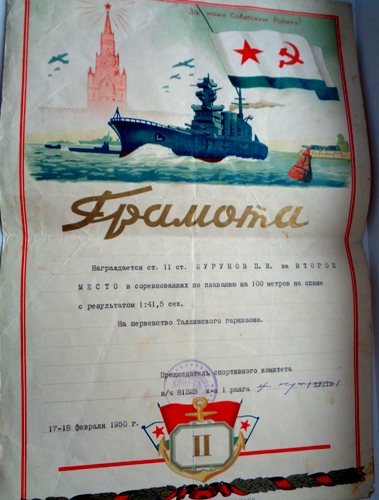 За нашу Советскую Родину!
Грамота
Награждается ст. 11 ст. БУРУНОВ П.И. за ВТОРОЕ
МЕСТО в соревнованиях по плаванию на 100 метров на спине
с результатом 1:41,5 сек.
На первенство Таллинского гарнизона.
Председатель спортивного комитета
в/ч 81325 к-н 1 ранга
17-18 февраля 1950 г.
II